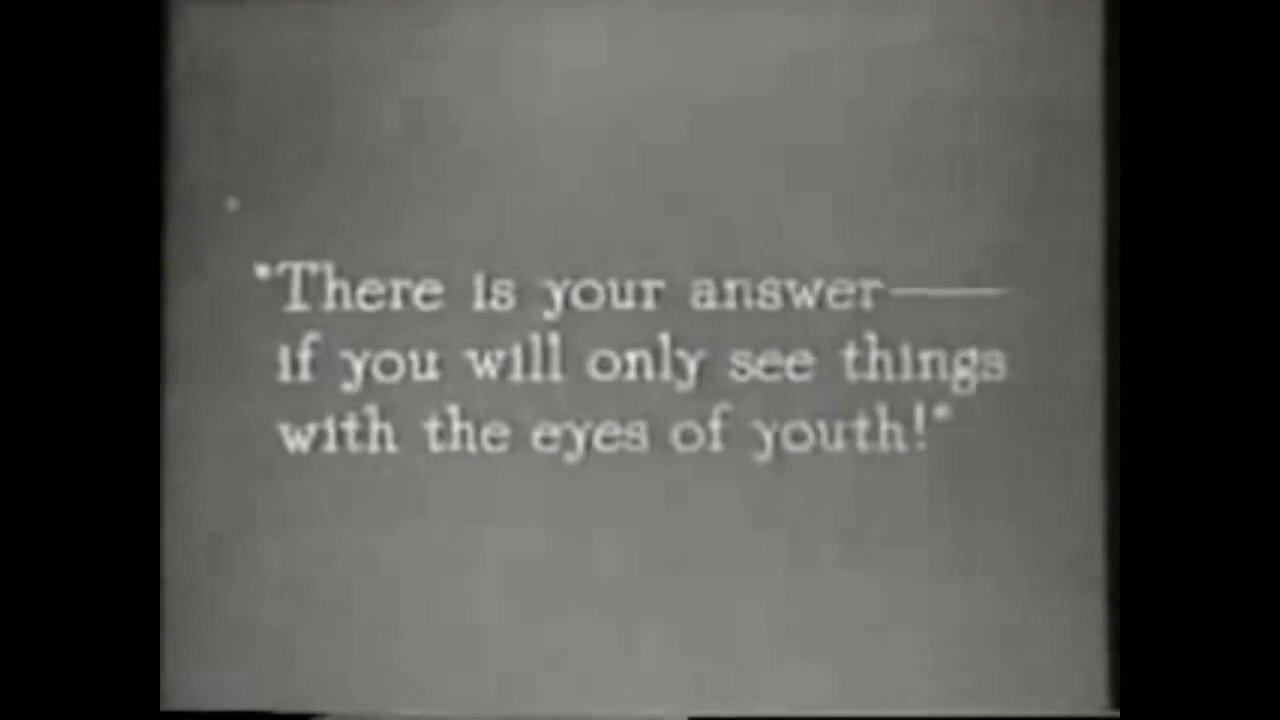 "There is your answer——
if you will only see things
with the eyes of youth!"